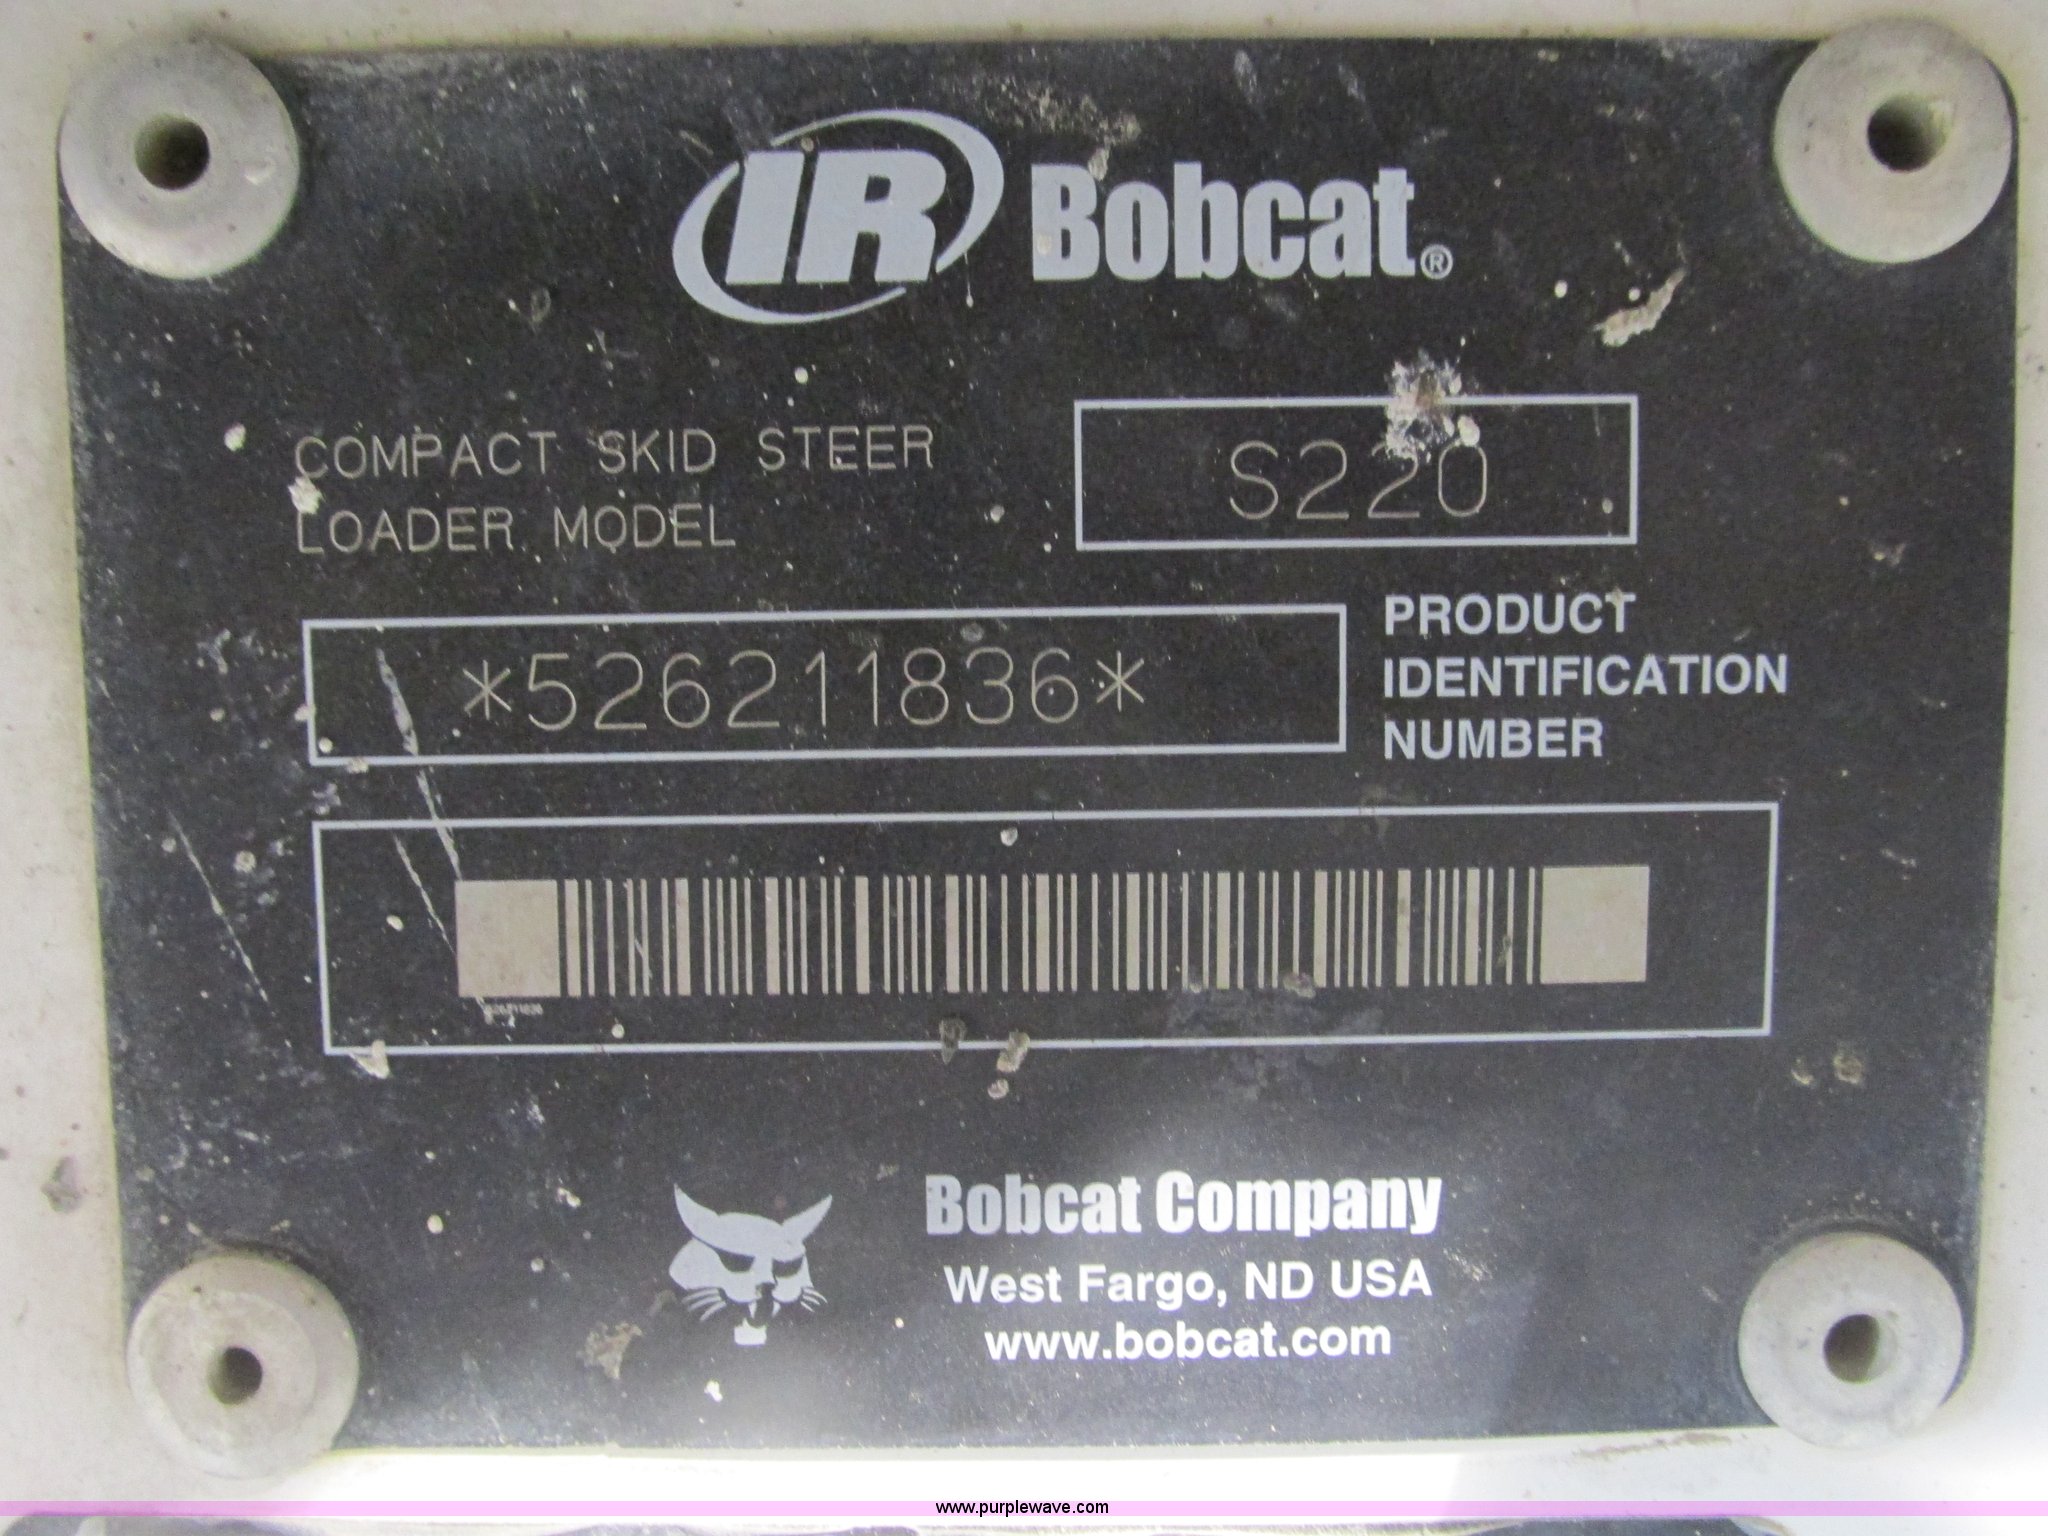 IR Bobcat®
COMPACT SKID STEER
LOADER MODEL
S220
*526211836*
PRODUCT
IDENTIFICATION
NUMBER
Bobcat Company
West Fargo, ND USA
www.bobcat.com
www.purplewave.com